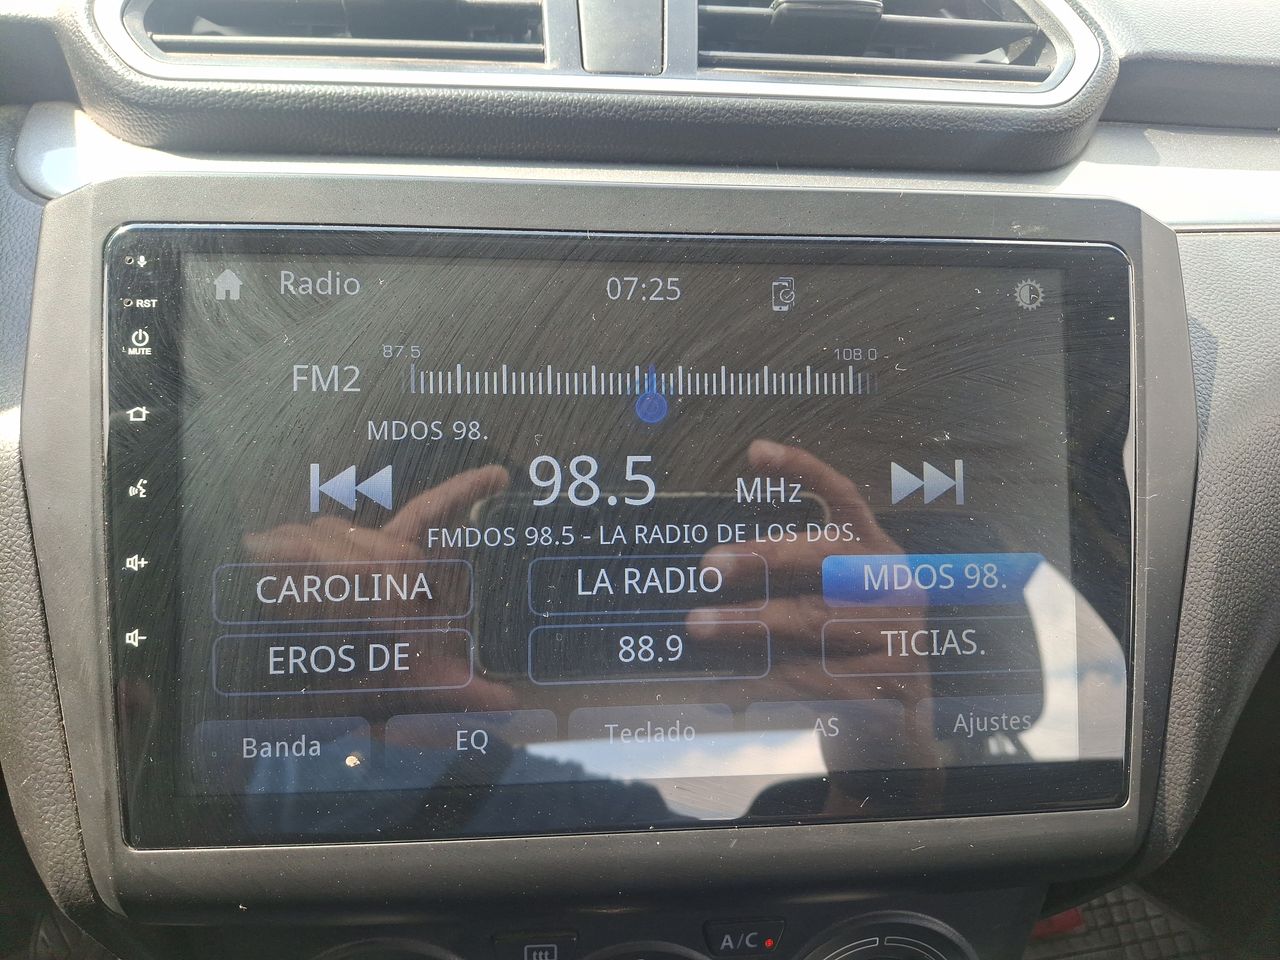 RST
MUTE
Radio
07:25
87.5
108.0
FM2
MDOS 98.
98.5 MHz
FMDOS 98.5 - LA RADIO DE LOS DOS.
CAROLINA
LA RADIO
MDOS 98.
EROS DE
88.9
TICIAS.
Banda
EQ
Teclado
AS
Ajustes
A/C